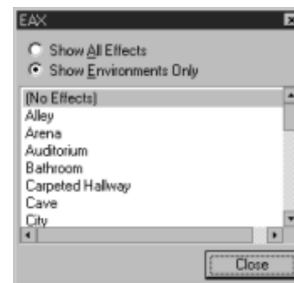 EAX
Show All Effects
Show Environments Only
(No Effects)
Alley
Arena
Auditorium
Bathroom
Carpeted Hallway
Cave
City
Close